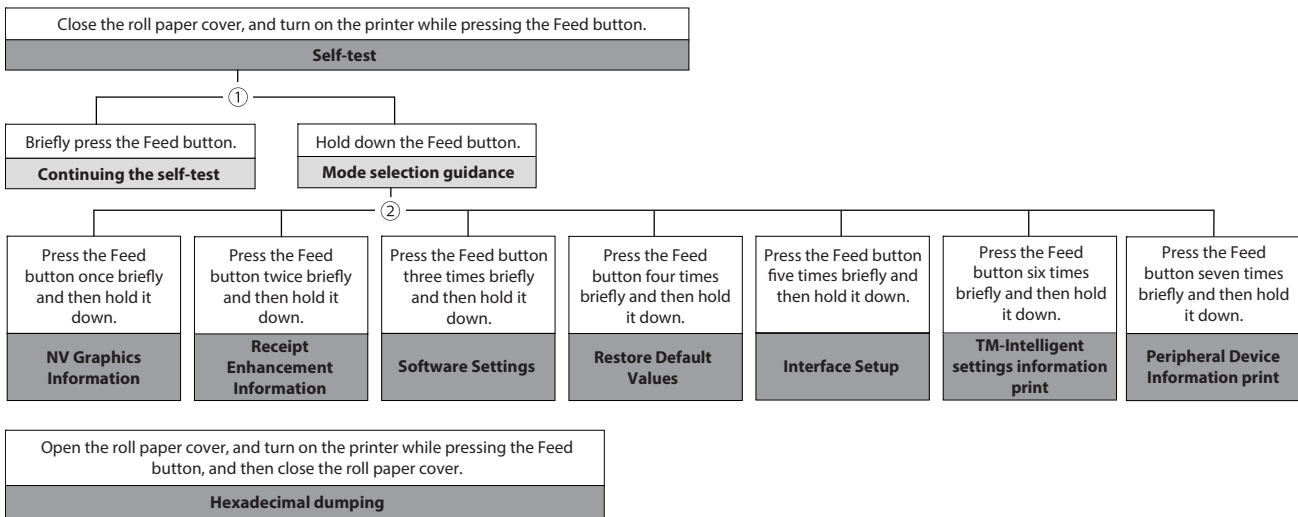 Close the roll paper cover, and turn on the printer while pressing the Feed button.
Self-test
①
Briefly press the Feed button.
Continuing the self-test
Hold down the Feed button.
Mode selection guidance
②
Press the Feed
button once briefly
and then hold it
down.
NV Graphics
Information
Press the Feed
button twice briefly
and then hold it
down.
Receipt
Enhancement
Information
Press the Feed button
three times briefly
and then hold it
down.
Software Settings
Press the Feed
button four times
briefly and then hold
it down.
Restore Default
Values
Press the Feed button
five times briefly and
then hold it down.
Interface Setup
Press the Feed
button six times
briefly and then hold
it down.
TM-Intelligent
settings information
print
Press the Feed
button seven times
briefly and then hold
it down.
Peripheral Device
Information print
Open the roll paper cover, and turn on the printer while pressing the Feed
button, and then close the roll paper cover.
Hexadecimal dumping